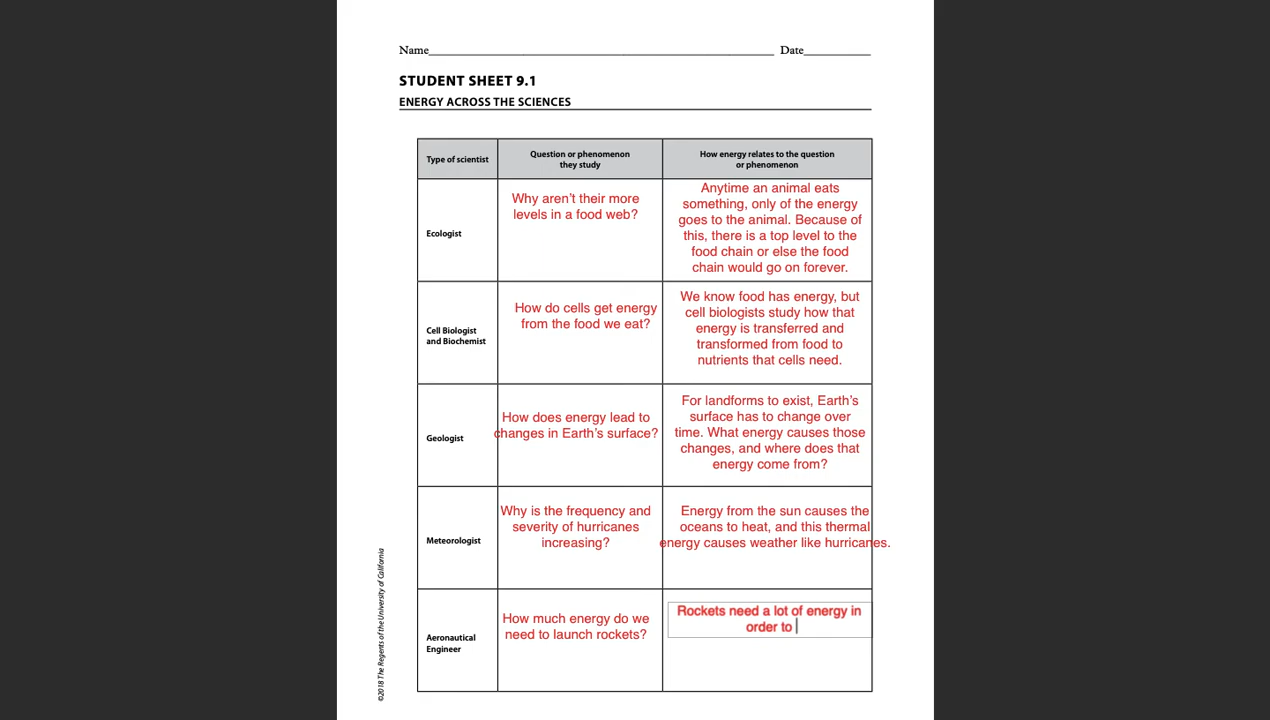 Name Date
STUDENT SHEET 9.1
ENERGY ACROSS THE SCIENCES
Type of scientist
Question or phenomenon
they study
How energy relates to the question
or phenomenon
Ecologist
Why aren’t their more
levels in a food web?
Anytime an animal eats
something, only of the energy
goes to the animal. Because of
this, there is a top level to the
food chain or else the food
chain would go on forever.
Cell Biologist
and Biochemist
How do cells get energy
from the food we eat?
We know food has energy, but
cell biologists study how that
energy is transferred and
transformed from food to
nutrients that cells need.
Geologist
How does energy lead to
changes in Earth’s surface?
For landforms to exist, Earth’s
surface has to change over
time. What energy causes those
changes, and where does that
energy come from?
Meteorologist
Why is the frequency and
severity of hurricanes
increasing?
Energy from the sun causes the
oceans to heat, and this thermal
energy causes weather like hurricanes.
Aeronautical
Engineer
How much energy do we
need to launch rockets?
Rockets need a lot of energy in
order to
©2018 The Regents of the University of California